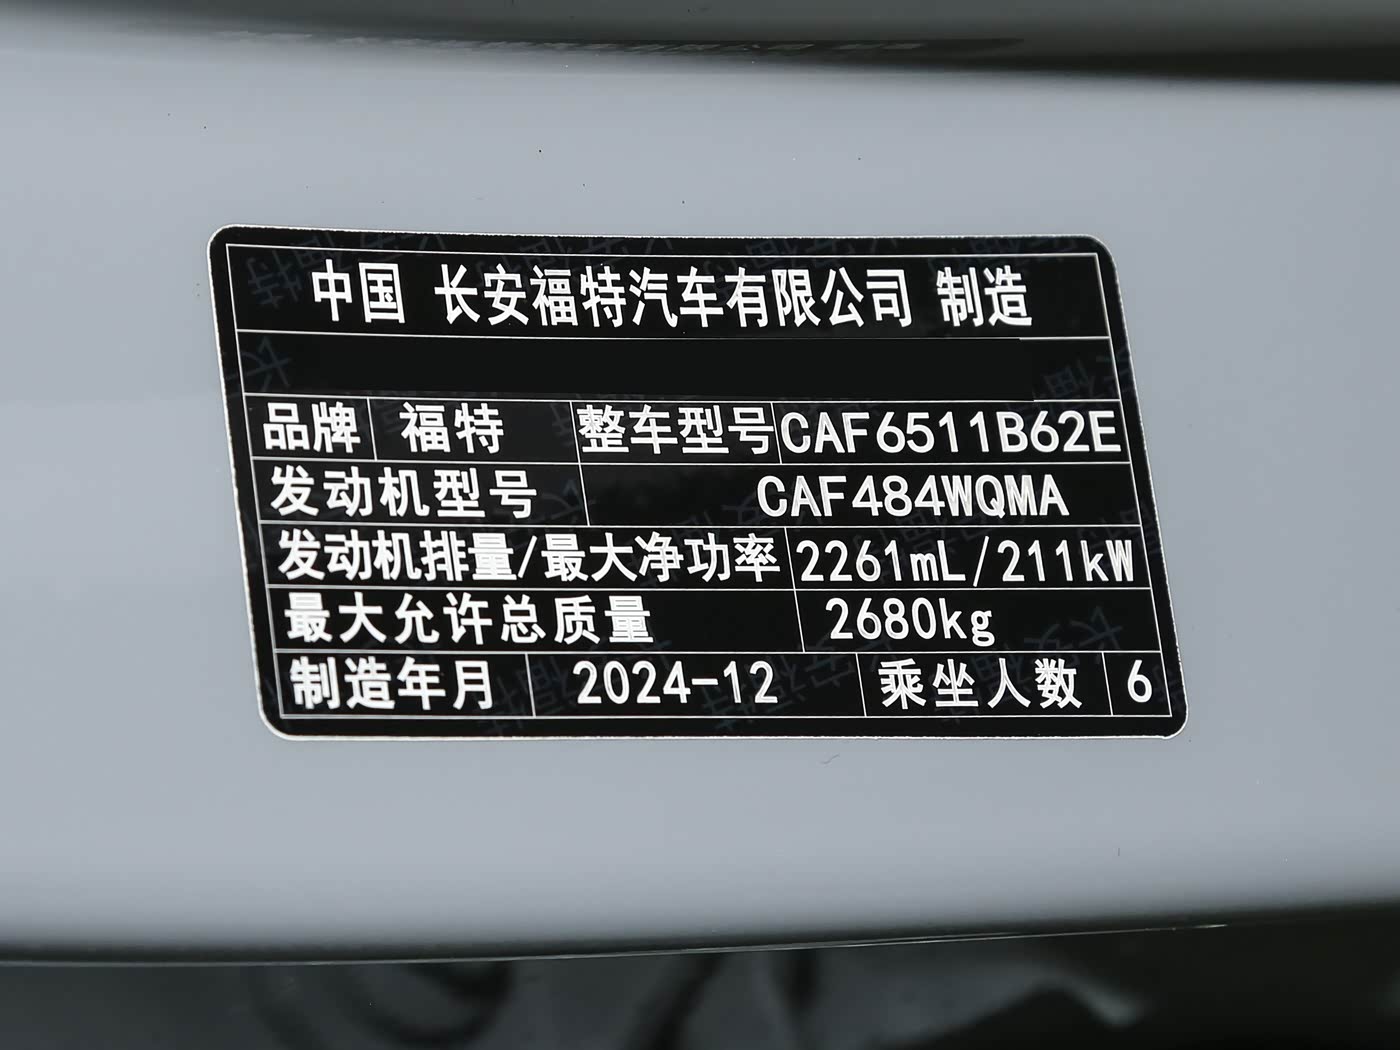 中国 长安福特汽车有限公司 制造
品牌 福特 整车型号 CAF6511B62E
发动机型号 CAF484WQMA
发动机排量/最大净功率 2261mL/211kW
最大允许总质量 2680kg
制造年月 2024-12 乘坐人数 6